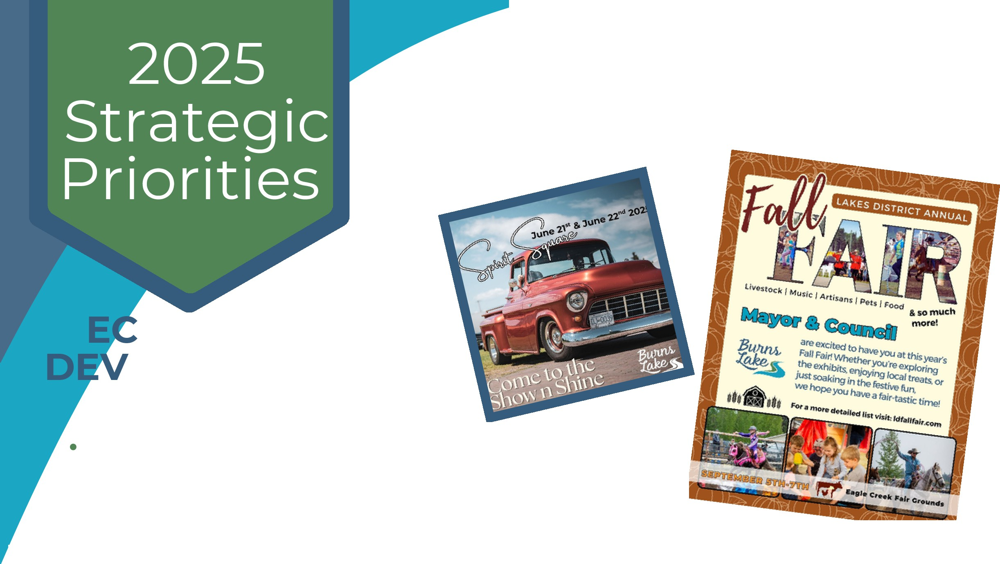 2025
Strategic
Priorities
EC
DEV
June 21st & June 22nd 202
Spirit Square
DJ-0039
Burns
Lake
Come to the
Show n Shine
Fall
LAKES DISTRICT ANNUAL
FAIR
Livestock | Music | Artisans | Pets | Food
& so much
more!
Mayor & Council
Burns
Lake
are excited to have you at this year's
Fall Fair! Whether you're exploring
the exhibits, enjoying local treats, or
just soaking in the festive fun,
we hope you have a fair-tastic time!
For a more detailed list visit: ldfallfair.com
SEPTEMBER 5TH-7TH
Eagle Creek Fair Grounds